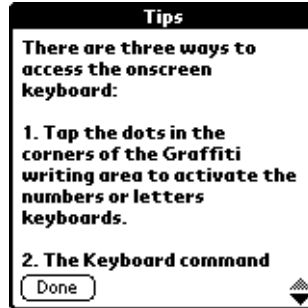 Tips
There are three ways to
access the onscreen
keyboard:
1. Tap the dots in the
corners of the Graffiti
writing area to activate the
numbers or letters
keyboards.
2. The Keyboard command
Done